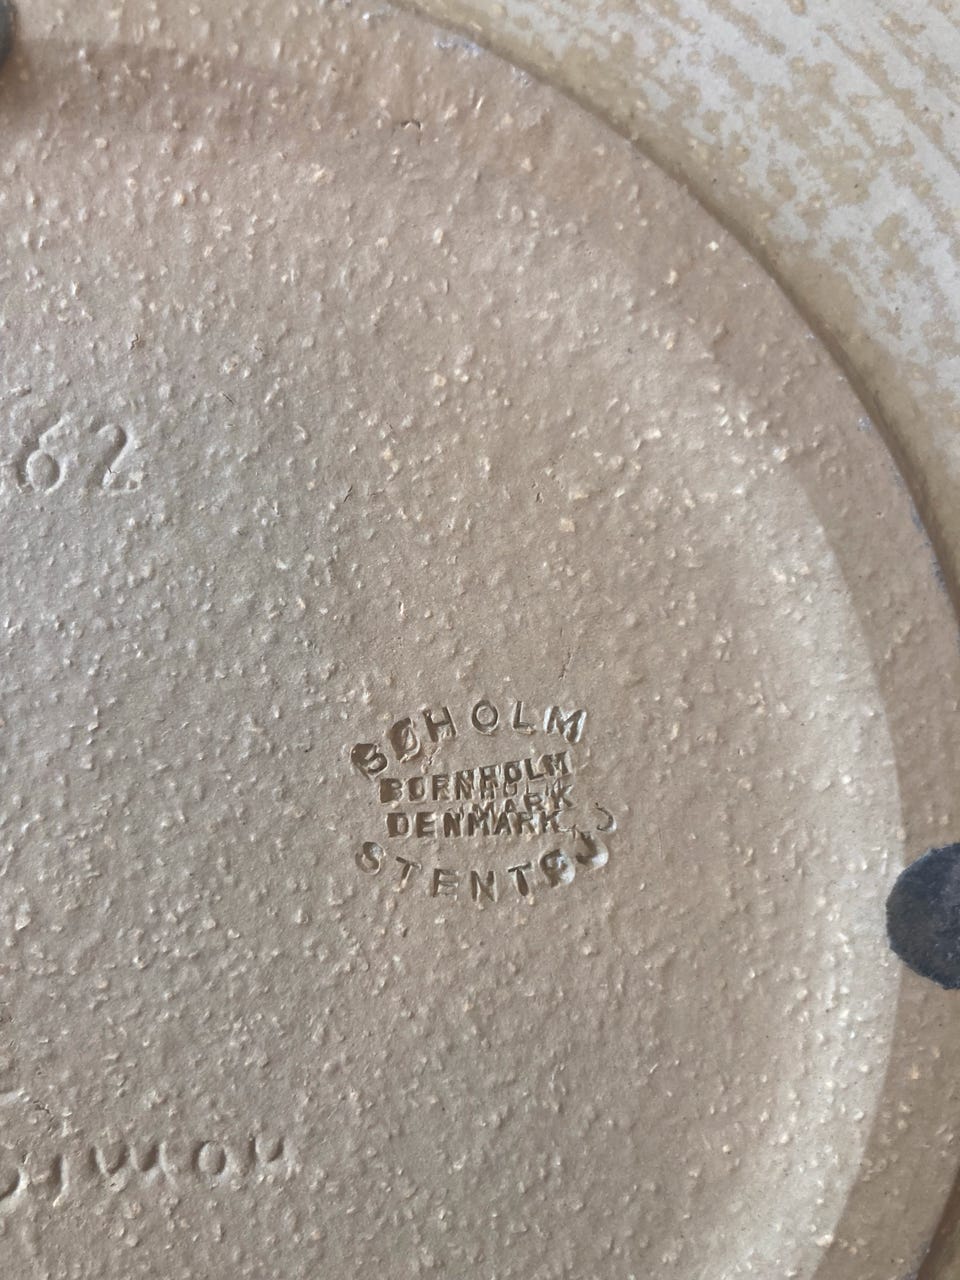 62
SØHOLM
BORNHOLM
DENMARK
STENTØJ